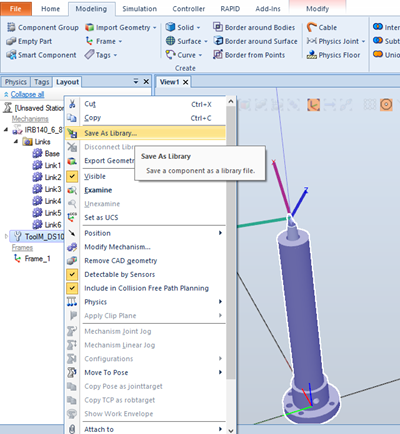 File Home Modeling Simulation Controller RAPID Add-Ins Modify
Component Group Import Geometry Solid Border around Bodies Cable
Empty Part Frame Surface Border around Surface Physics Joint
Smart Component Curve Border from Points Physics Floor
Create
Physics Tags Layout
View1
Collapse all
[Unsaved Station
Mechanisms
IRB140_6_8
Links
Base
Link1
Link2
Link3
Link4
Link5
Link6
ToolM_DS10
Frames
Frame_1
Cut Ctrl+X
Copy Ctrl+C
Save As Library...
Disconnect Lib
Export Geomet
Visible
Examine
Unexamine
Set as UCS
Position
Modify Mechanism...
Remove CAD geometry
Detectable by Sensors
Include in Collision Free Path Planning
Physics
Apply Clip Plane
Mechanism Joint Jog
Mechanism Linear Jog
Configurations
Move To Pose
Copy Pose as jointtarget
Copy TCP as robtarget
Show Work Envelope
Attach to
Save As Library
Save a component as a library file.
X
Z